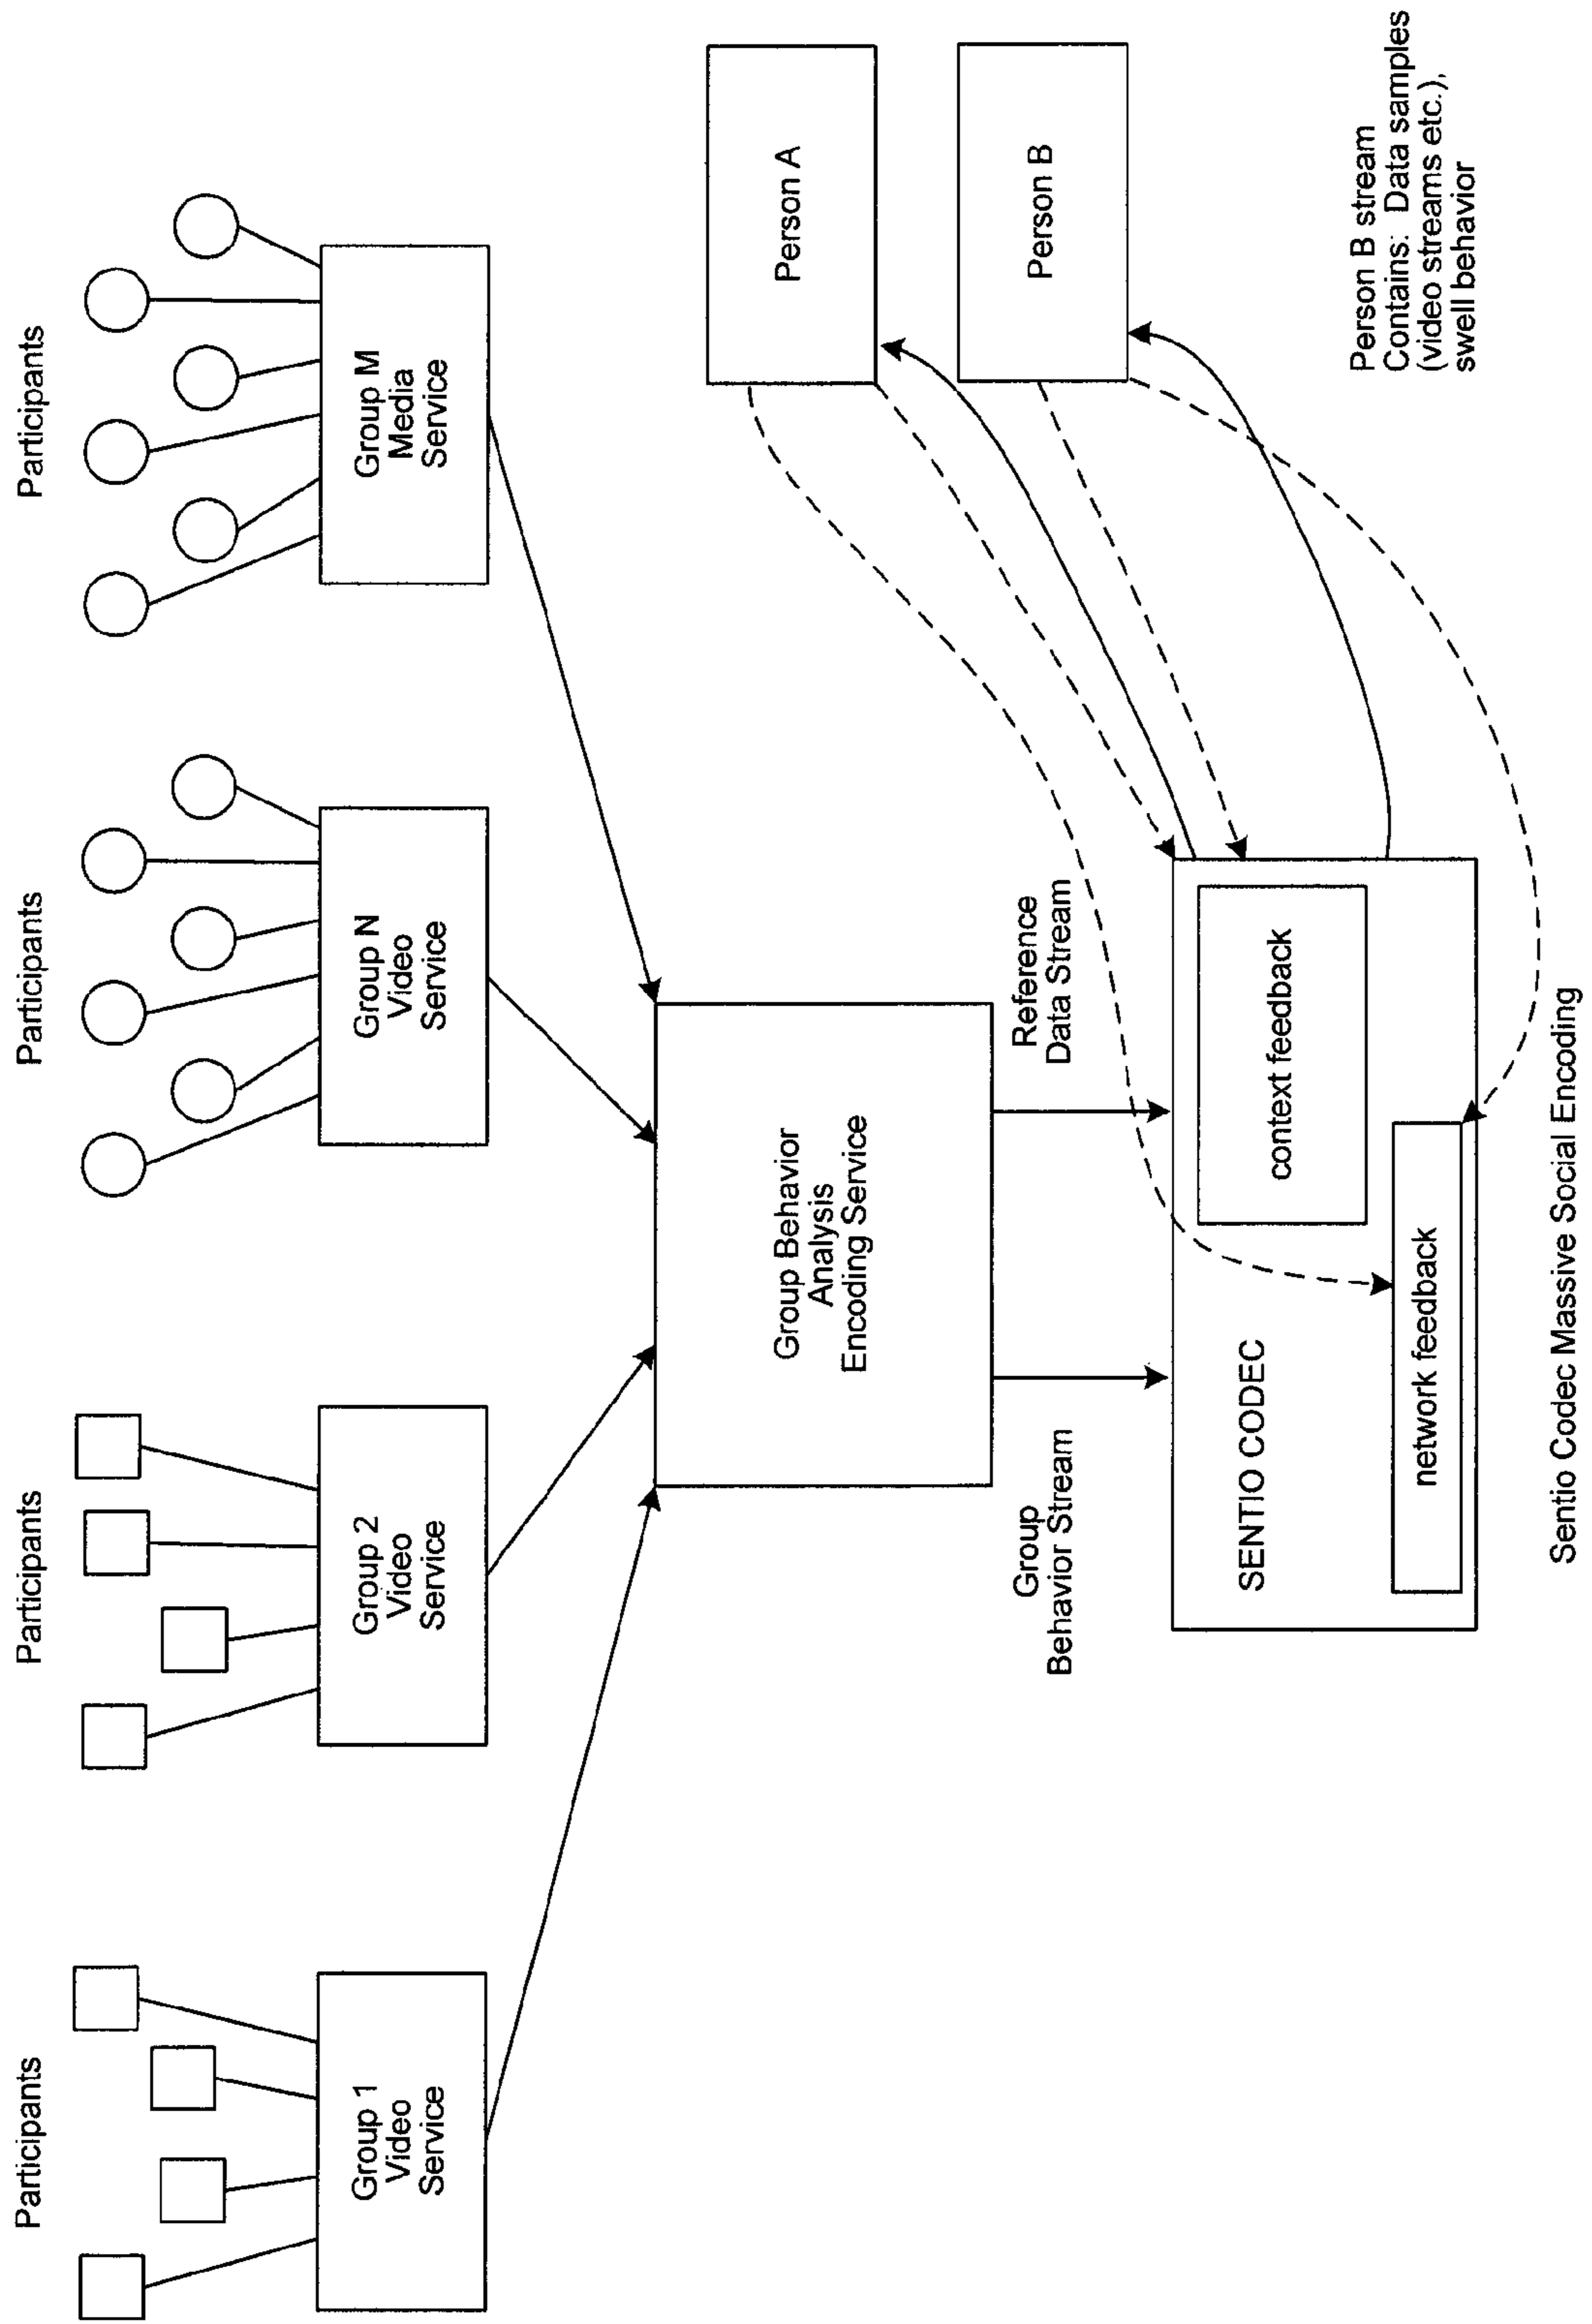 Participants
Participants
Participants
Participants
Group 1
Video
Service
Group 2
Video
Service
Group N
Video
Service
Group M
Media
Service
Group Behavior
Analysis
Encoding Service
Person A
Person B
Group
Behavior Stream
Reference
Data Stream
SENTIO CODEC
context feedback
network feedback
Person B stream
Contains: Data samples
(video streams etc.),
swell behavior
Sentio Codec Massive Social Encoding